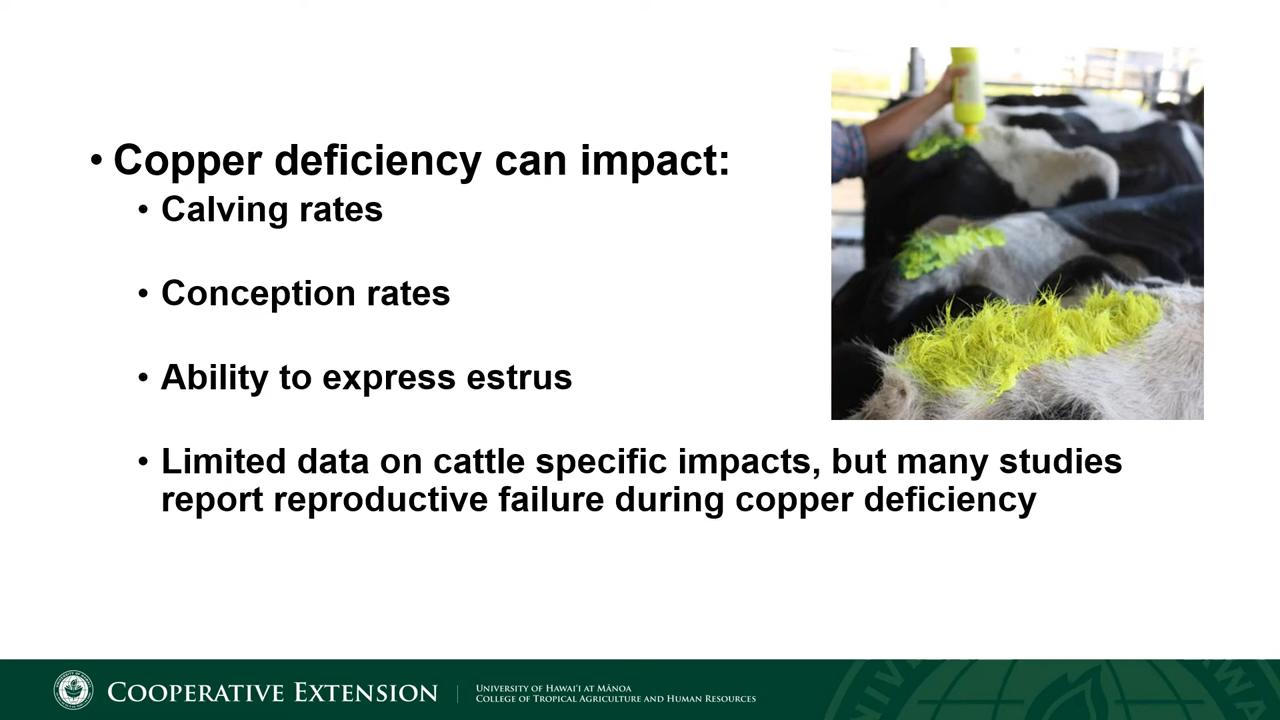 • Copper deficiency can impact:
• Calving rates
• Conception rates
• Ability to express estrus
• Limited data on cattle specific impacts, but many studies
report reproductive failure during copper deficiency
COOPERATIVE EXTENSION
UNIVERSITY OF HAWAIʻI AT MĀNOA
COLLEGE OF TROPICAL AGRICULTURE AND HUMAN RESOURCES